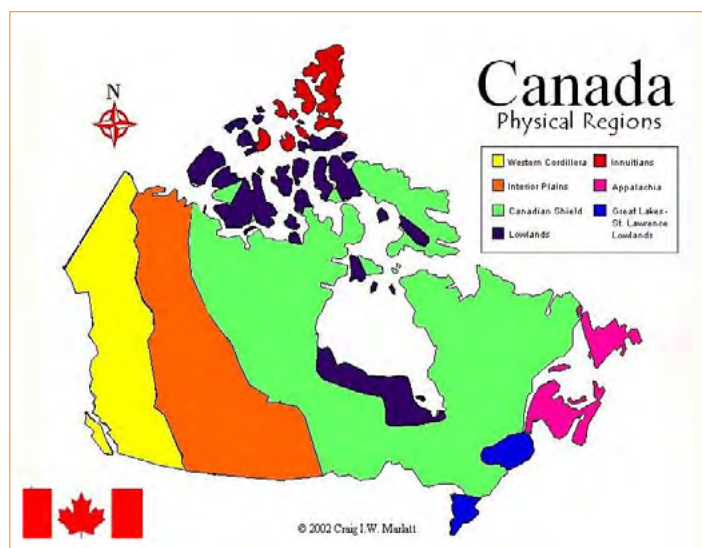 Canada
Physical Regions
N
Western Cordillera
Interior Plains
Canadian Shield
Lowlands
Innuitians
Appalachia
Great Lakes-
St. Lawrence
Lowlands
© 2002 Craig I.W. Marlatt